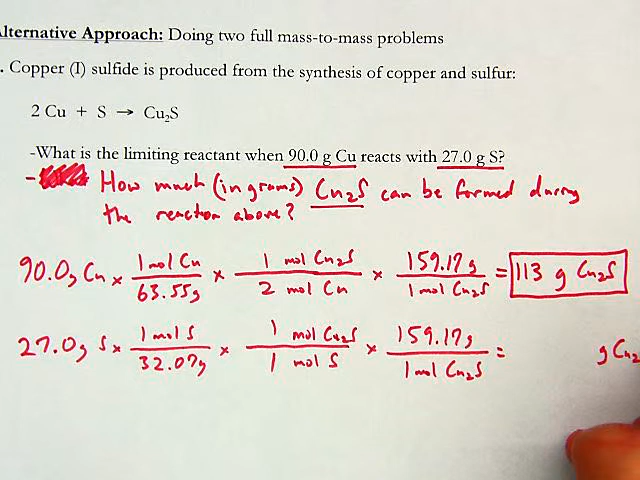 lternative Approach: Doing two full mass-to-mass problems
. Copper (I) sulfide is produced from the synthesis of copper and sulfur:
2 Cu + S → Cu₂S
-What is the limiting reactant when 90.0 g Cu reacts with 27.0 g S?
- How much (in grams) Cu₂S can be formed during
the reaction above?
90.0g Cu x 1 mol Cu / 63.55g x 1 mol Cu₂S / 2 mol Cu x 159.17g / 1 mol Cu₂S = 113 g Cu₂S
27.0g S x 1 mol S / 32.07g x 1 mol Cu₂S / 1 mol S x 159.17g / 1 mol Cu₂S = g Cu₂